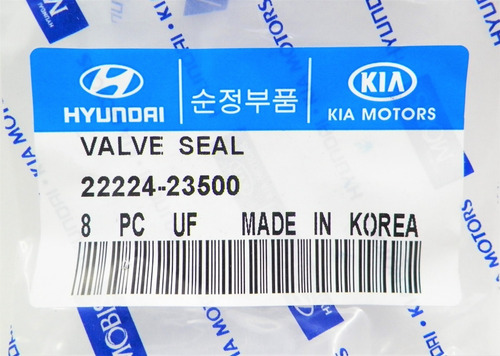 HYUNDAI 순정부품 KIA KIA MOTORS
VALVE SEAL
22224-23500
8 PC UF MADE IN KOREA